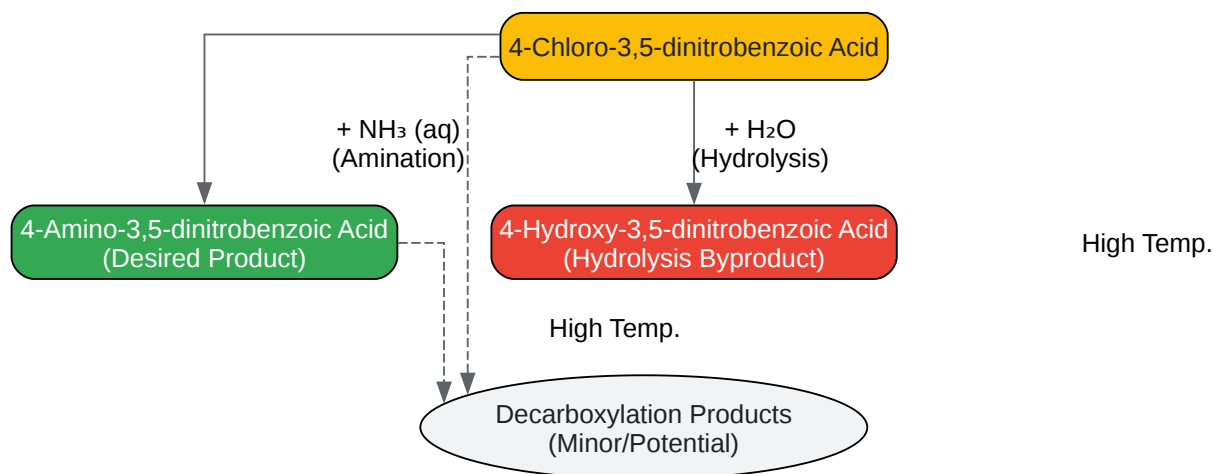 4-Chloro-3,5-dinitrobenzoic Acid
+ NH₃ (aq)
(Amination)
+ H₂O
(Hydrolysis)
4-Amino-3,5-dinitrobenzoic Acid
(Desired Product)
4-Hydroxy-3,5-dinitrobenzoic Acid
(Hydrolysis Byproduct)
High Temp.
High Temp.
Decarboxylation Products
(Minor/Potential)